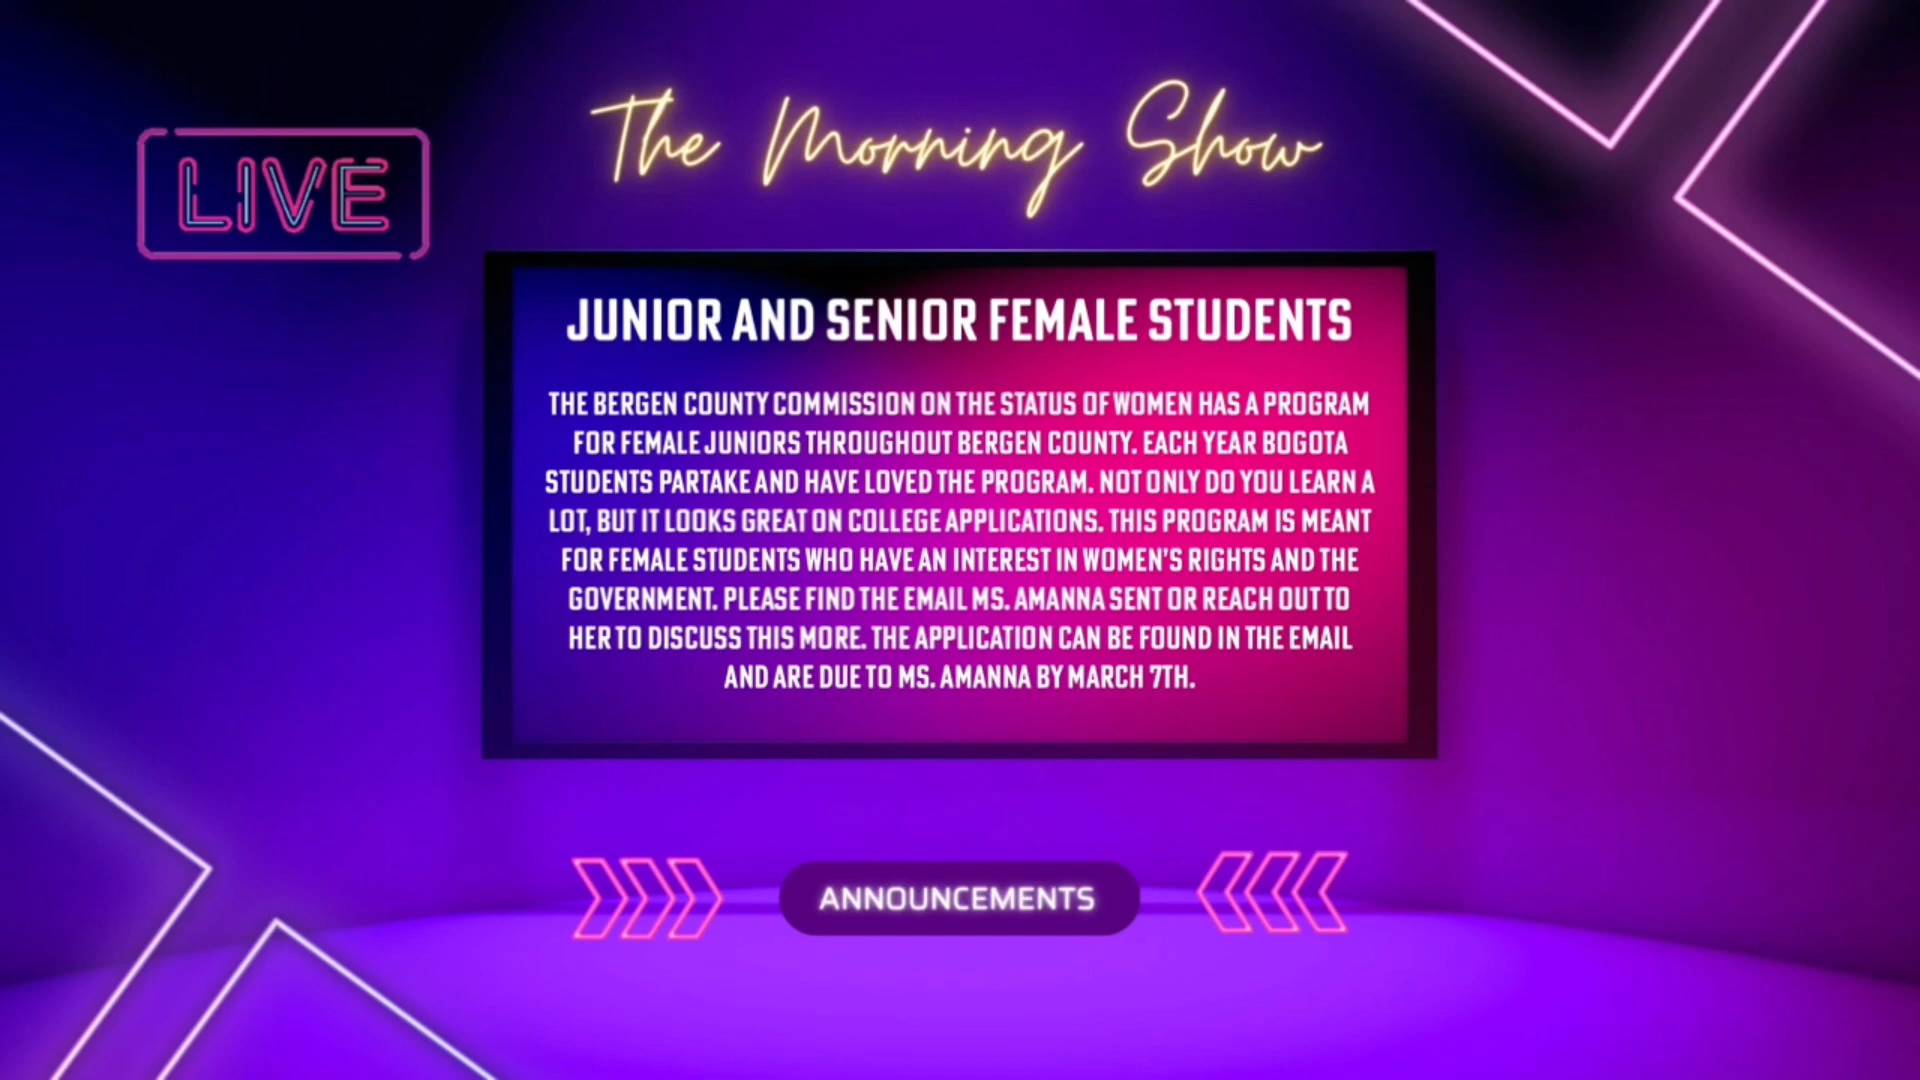 The Morning Show
LIVE
JUNIOR AND SENIOR FEMALE STUDENTS
THE BERGEN COUNTY COMMISSION ON THE STATUS OF WOMEN HAS A PROGRAM
FOR FEMALE JUNIORS THROUGHOUT BERGEN COUNTY. EACH YEAR BOGOTA
STUDENTS PARTAKE AND HAVE LOVED THE PROGRAM. NOT ONLY DO YOU LEARN A
LOT, BUT IT LOOKS GREAT ON COLLEGE APPLICATIONS. THIS PROGRAM IS MEANT
FOR FEMALE STUDENTS WHO HAVE AN INTEREST IN WOMEN'S RIGHTS AND THE
GOVERNMENT. PLEASE FIND THE EMAIL MS. AMANNA SENT OR REACH OUT TO
HER TO DISCUSS THIS MORE. THE APPLICATION CAN BE FOUND IN THE EMAIL
AND ARE DUE TO MS. AMANNA BY MARCH 7TH.
ANNOUNCEMENTS